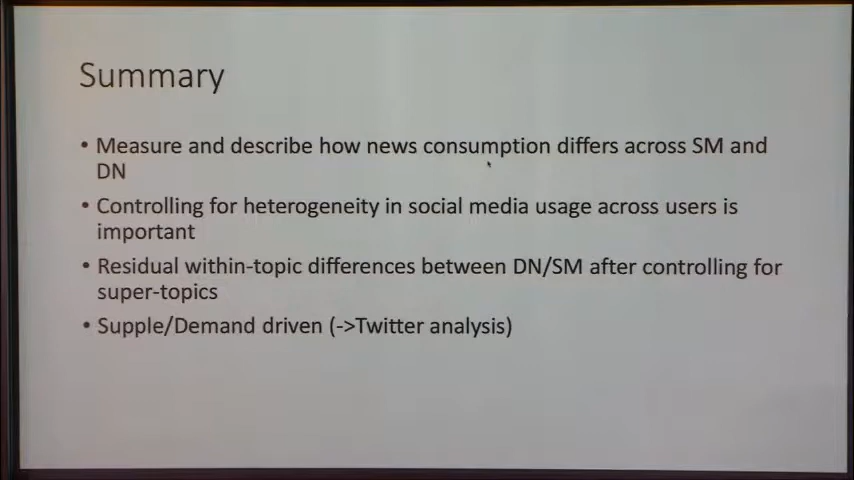 Summary
• Measure and describe how news consumption differs across SM and
DN
• Controlling for heterogeneity in social media usage across users is
important
• Residual within-topic differences between DN/SM after controlling for
super-topics
• Supple/Demand driven (->Twitter analysis)